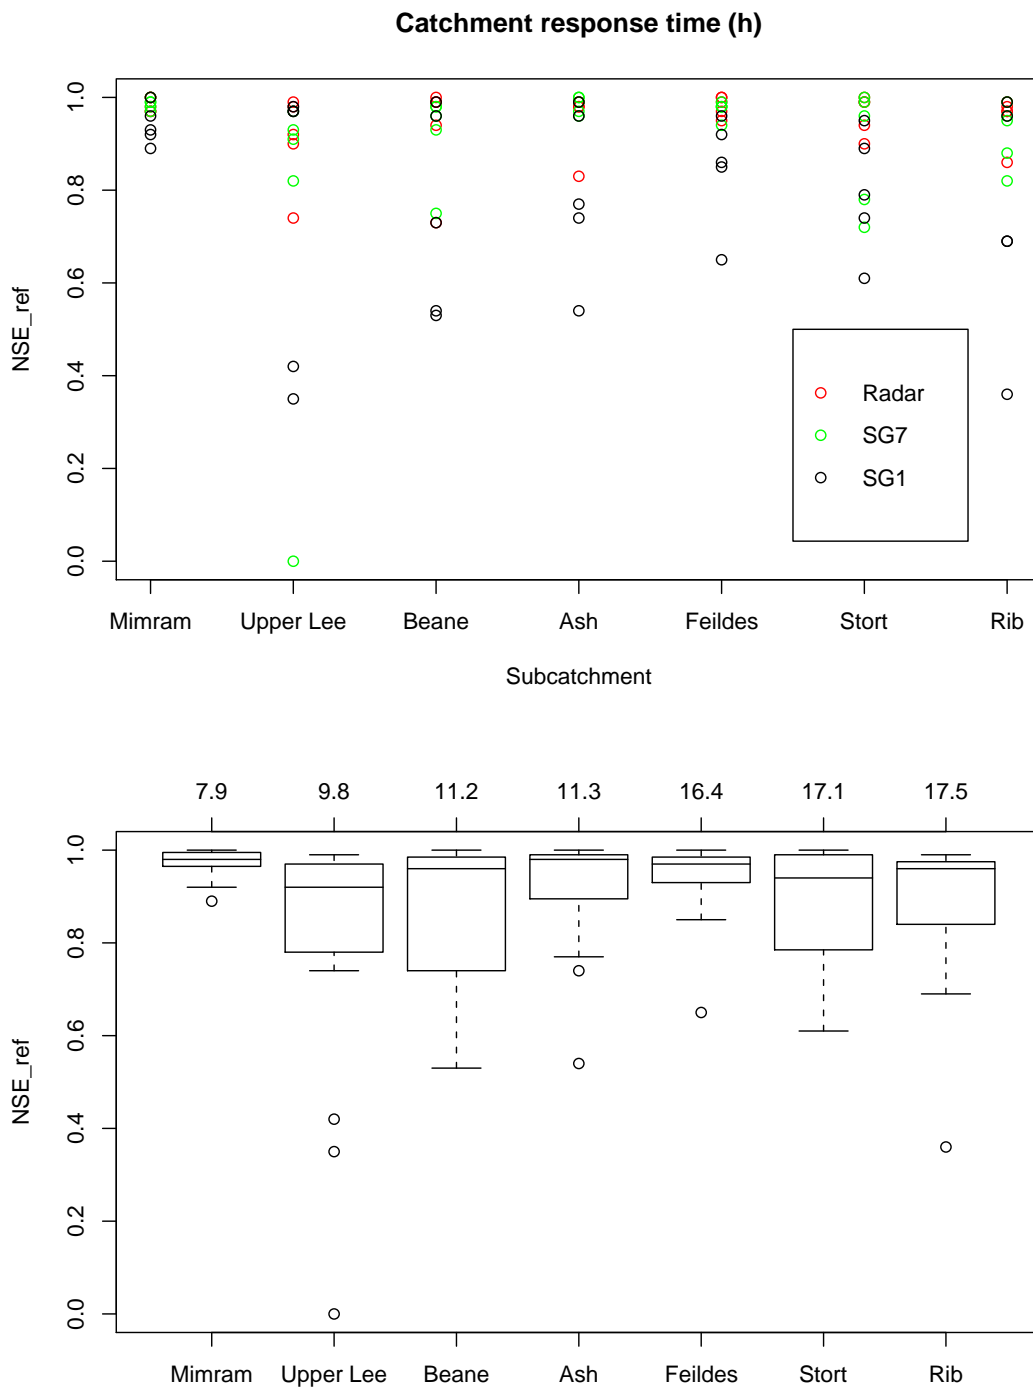 Catchment response time (h)
1.0
0.8
0.6
0.4
0.2
0.0
NSE_ref
Radar
SG7
SG1
Mimram Upper Lee Beane Ash Feildes Stort Rib
Subcatchment
7.9 9.8 11.2 11.3 16.4 17.1 17.5
1.0
0.8
0.6
0.4
0.2
0.0
NSE_ref
Mimram Upper Lee Beane Ash Feildes Stort Rib